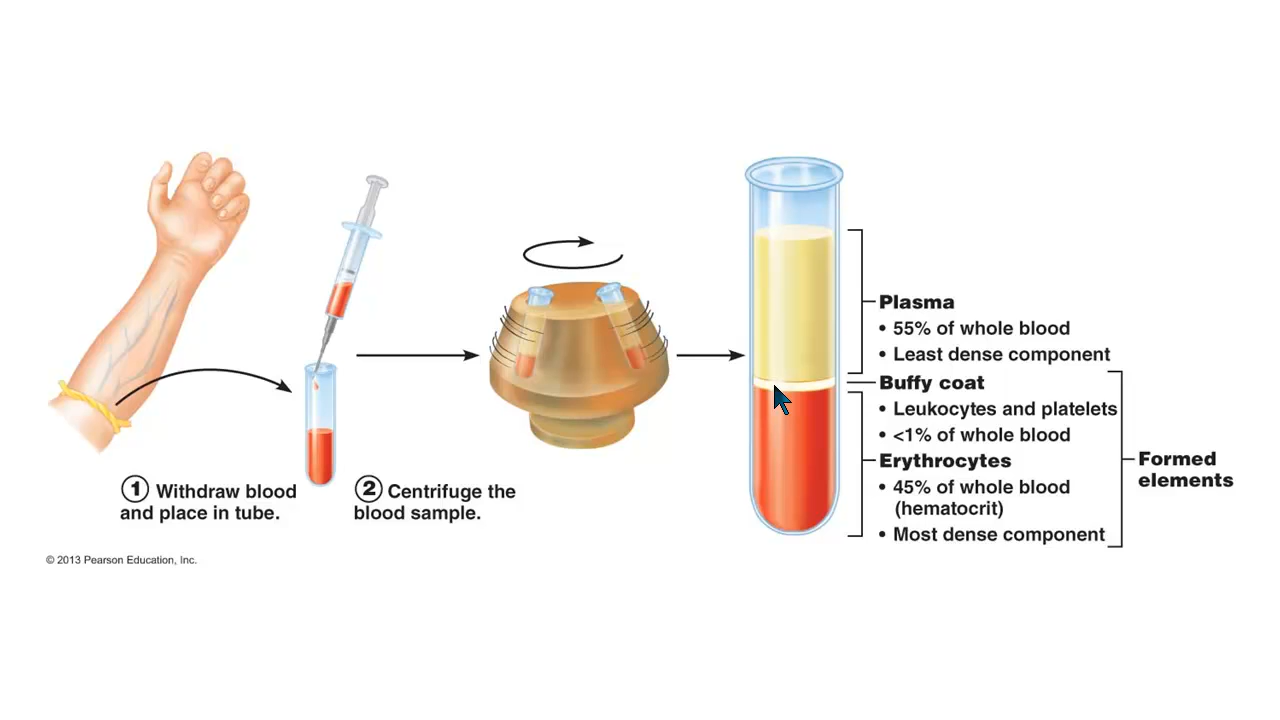 ① Withdraw blood
and place in tube.
② Centrifuge the
blood sample.
Plasma
• 55% of whole blood
• Least dense component
Buffy coat
• Leukocytes and platelets
• <1% of whole blood
Erythrocytes
• 45% of whole blood
(hematocrit)
• Most dense component
Formed
elements
© 2013 Pearson Education, Inc.